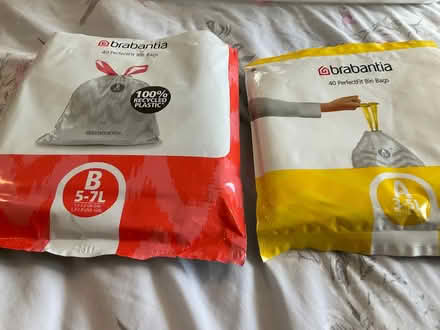 brabantia
40 PerfectFit Bin Bags
100%
RECYCLED
PLASTIC*
B
5-7L
brabantia
40 PerfectFit Bin Bags
A